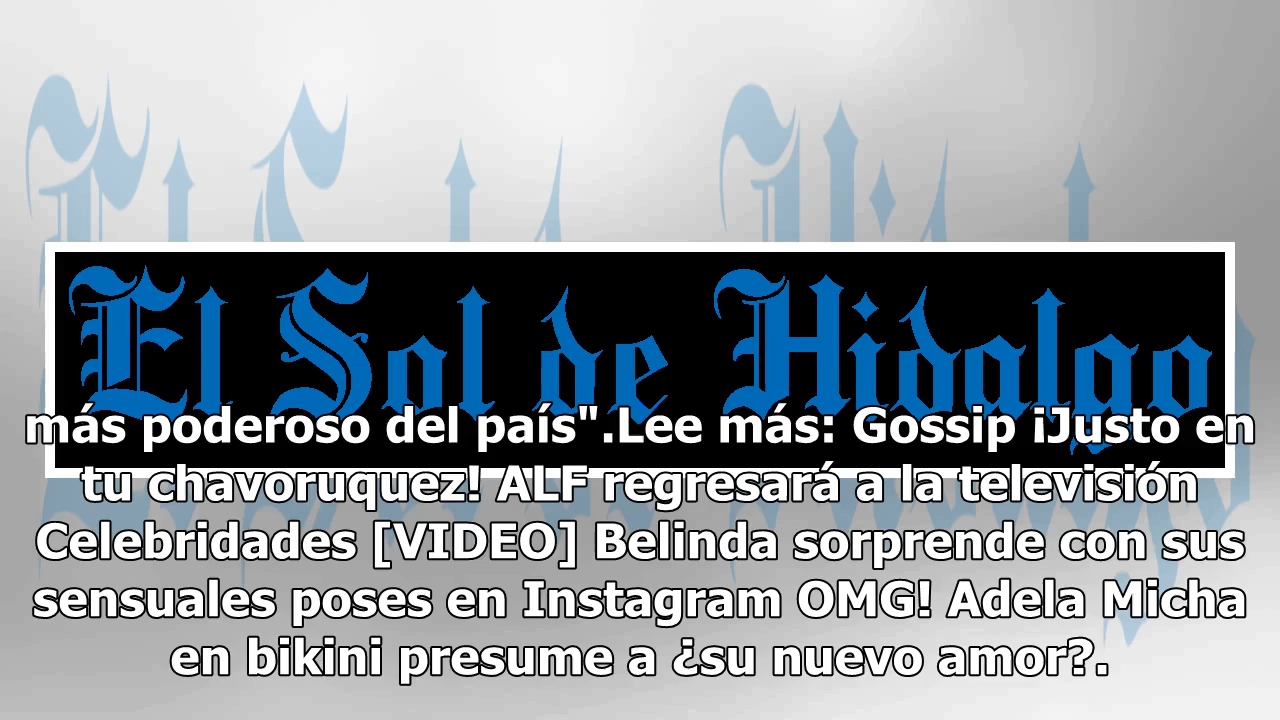 El Sol de Hidalgo
más poderoso del país".Lee más: Gossip ¡Justo en
tu chavoruquez! ALF regresará a la televisión
Celebridades [VIDEO] Belinda sorprende con sus
sensuales poses en Instagram OMG! Adela Micha
en bikini presume a ¿su nuevo amor?.